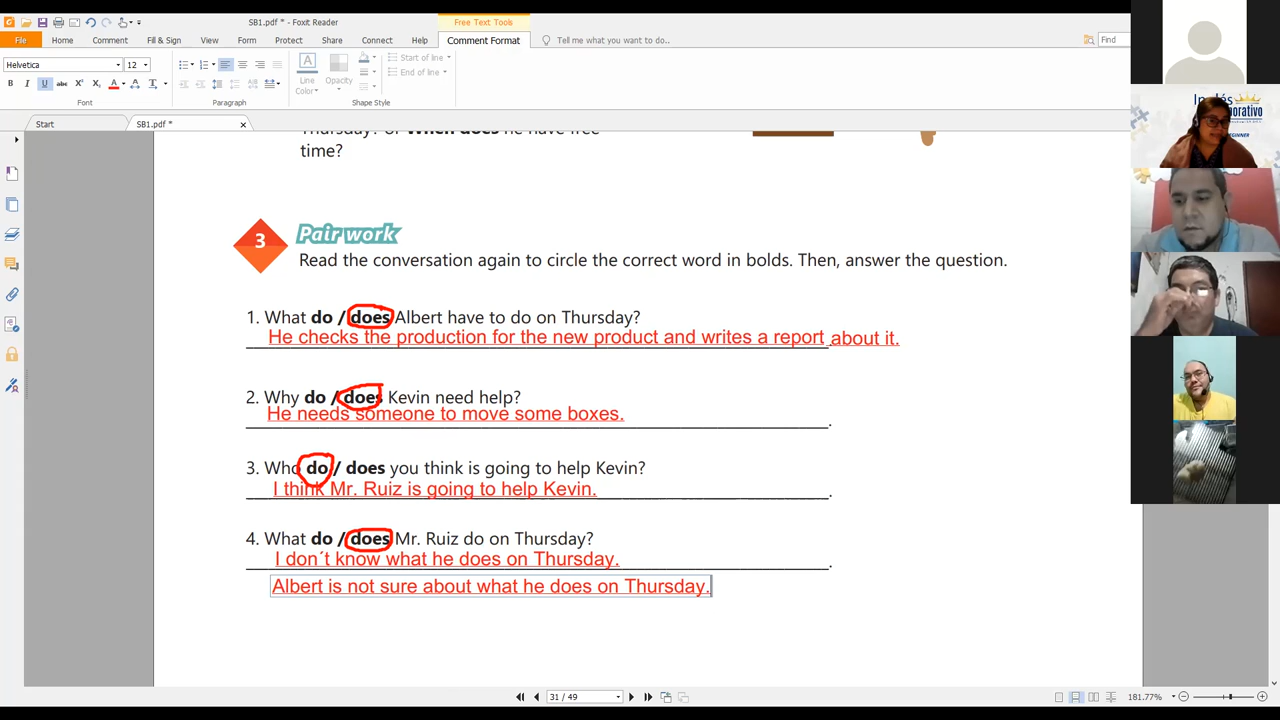 SB1.pdf * - Foxit Reader
Free Text Tools
File
Home
Comment
Fill & Sign
View
Form
Protect
Share
Connect
Help
Comment Format
Tell me what you want to do..
Find
Helvetica
12
Start of line
End of line
Line
Color
Opacity
Font
Paragraph
Shape Style
Start
SB1.pdf *
Thursday? or When does he have free
time?
3
Pair work
Read the conversation again to circle the correct word in bolds. Then, answer the question.
1. What do / does Albert have to do on Thursday?
He checks the production for the new product and writes a report about it.
2. Why do / does Kevin need help?
He needs someone to move some boxes.
3. Who do / does you think is going to help Kevin?
I think Mr. Ruiz is going to help Kevin.
4. What do / does Mr. Ruiz do on Thursday?
I don´t know what he does on Thursday.
Albert is not sure about what he does on Thursday.
31 / 49
181.77%